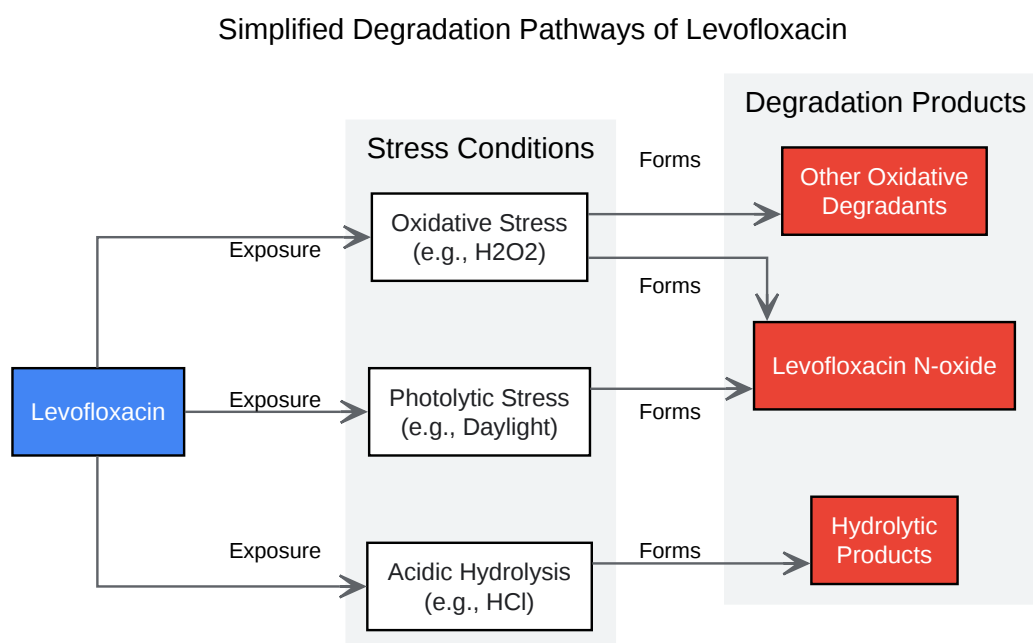 Simplified Degradation Pathways of Levofloxacin
Degradation Products
Stress Conditions
Forms
Other Oxidative
Degradants
Oxidative Stress
(e.g., H2O2)
Exposure
Forms
Levofloxacin N-oxide
Levofloxacin
Exposure
Photolytic Stress
(e.g., Daylight)
Forms
Hydrolytic
Products
Exposure
Forms
Acidic Hydrolysis
(e.g., HCl)